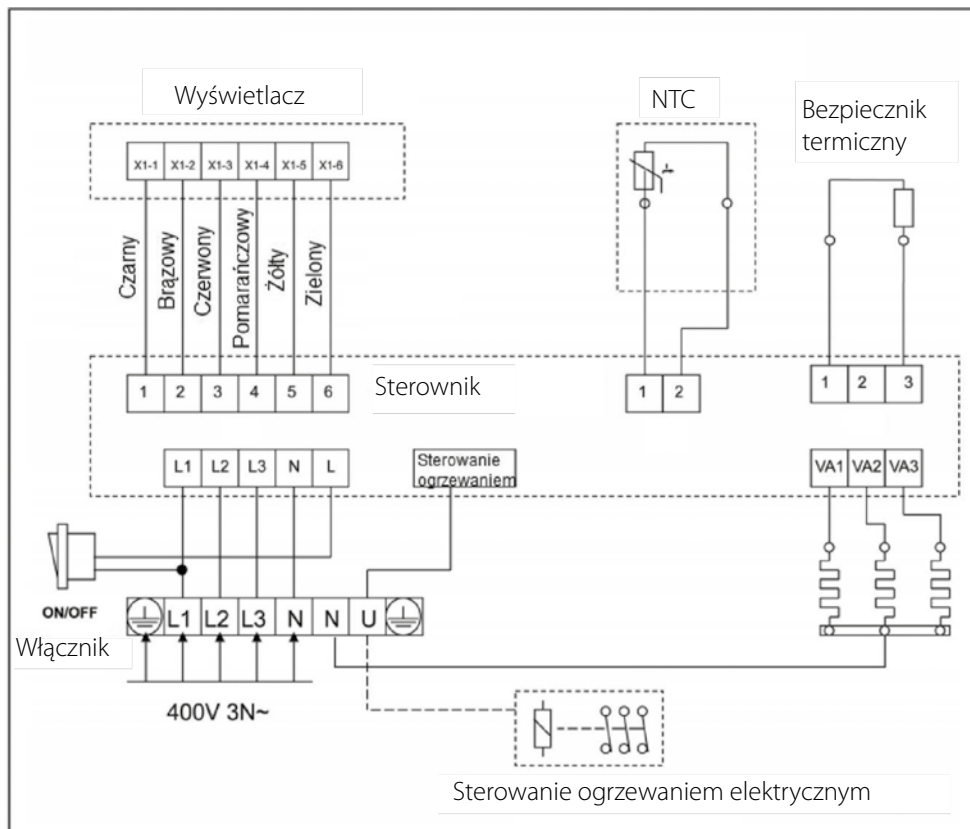 Wyświetlacz
NTC
Bezpiecznik
termiczny
X1-1 X1-2 X1-3 X1-4 X1-5 X1-6
Czarny
Brązowy
Czerwony
Pomarańczowy
Żółty
Zielony
1 2 3 4 5 6
Sterownik
1 2
1 2 3
L1 L2 L3 N L
Sterowanie
ogrzewaniem
VA1 VA2 VA3
ON/OFF
L1 L2 L3 N N U
Włącznik
400V 3N~
Sterowanie ogrzewaniem elektrycznym